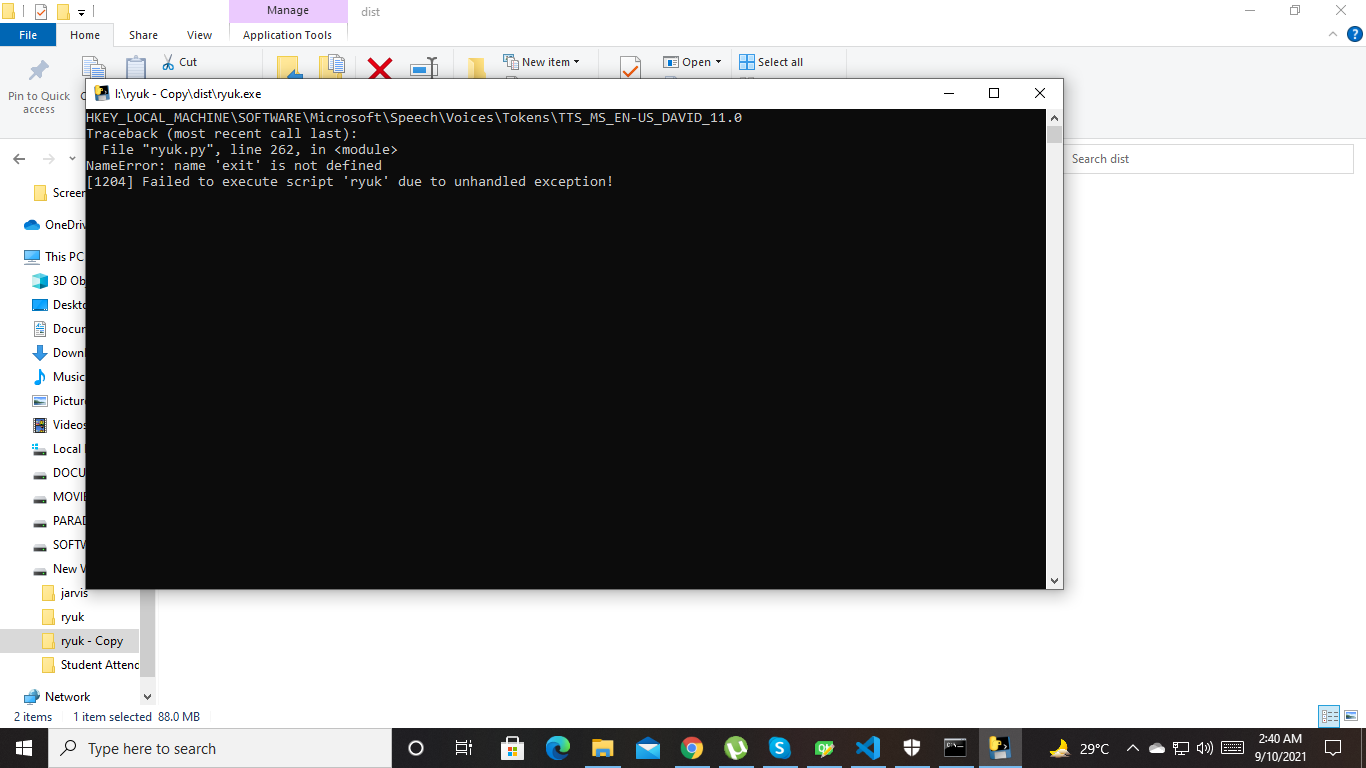 Manage
dist
File
Home
Share
View
Application Tools
Cut
New item
Open
Select all
Pin to Quick
access
I:\ryuk - Copy\dist\ryuk.exe
HKEY_LOCAL_MACHINE\SOFTWARE\Microsoft\Speech\Voices\Tokens\TTS_MS_EN-US_DAVID_11.0
Traceback (most recent call last):
File "ryuk.py", line 262, in <module>
NameError: name 'exit' is not defined
[1204] Failed to execute script 'ryuk' due to unhandled exception!
Search dist
Screen
OneDriv
This PC
3D Ob
Deskto
Docur
Downl
Music
Picture
Videos
Local
DOCU
MOVIE
PARAD
SOFTW
New V
jarvis
ryuk
ryuk - Copy
Student Attend
Network
2 items
1 item selected 88.0 MB
Type here to search
29°C
2:40 AM
9/10/2021